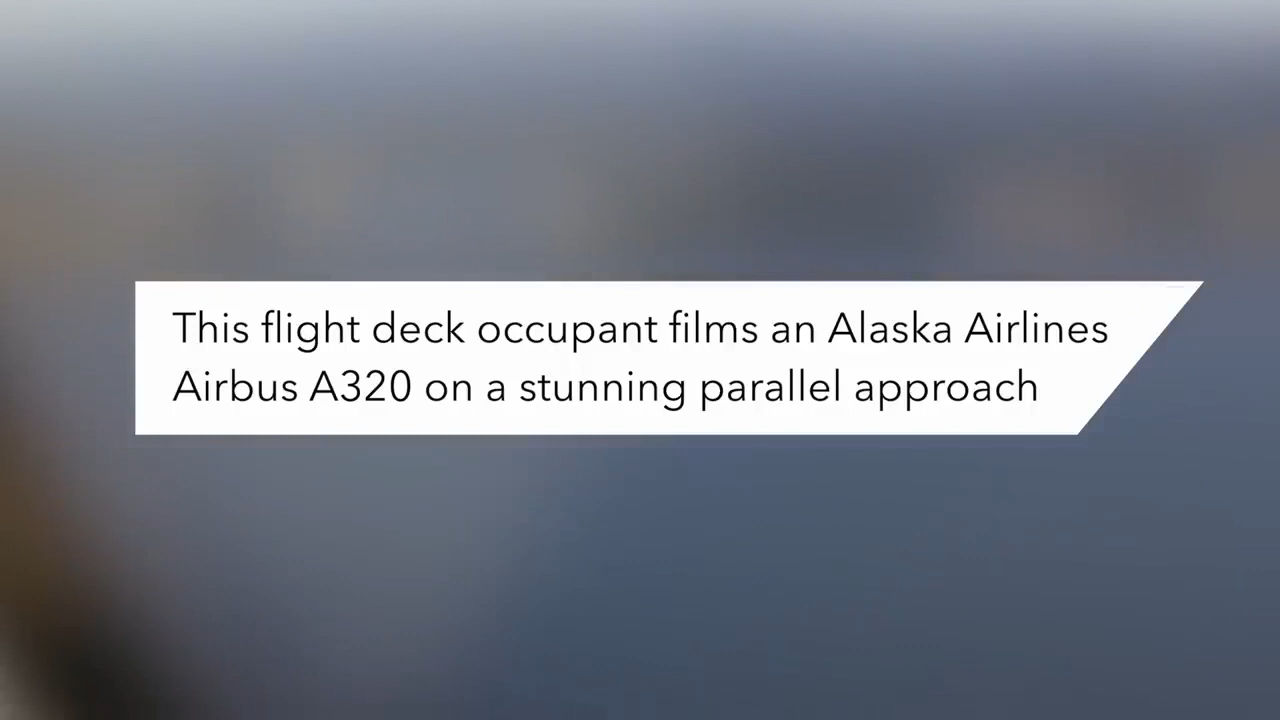 This flight deck occupant films an Alaska Airlines
Airbus A320 on a stunning parallel approach